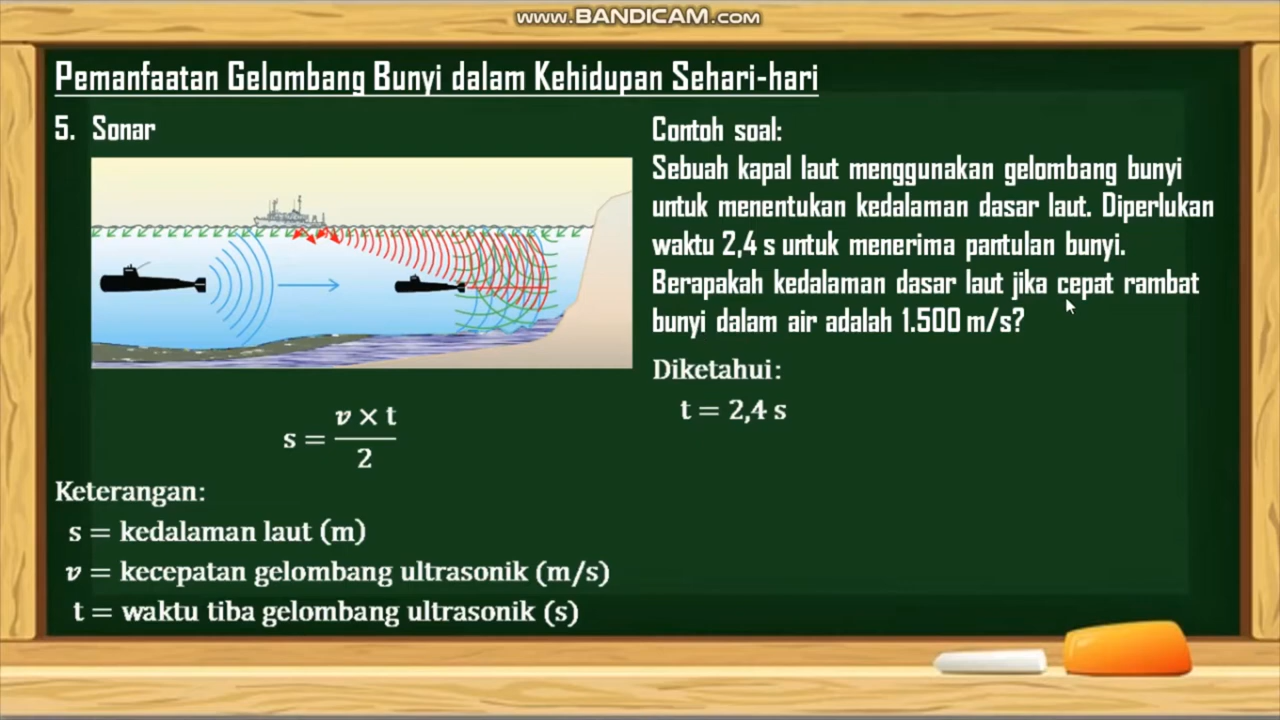 www.BANDICAM.com
Pemanfaatan Gelombang Bunyi dalam Kehidupan Sehari-hari
5. Sonar
s = v × t / 2
Keterangan:
s = kedalaman laut (m)
v = kecepatan gelombang ultrasonik (m/s)
t = waktu tiba gelombang ultrasonik (s)
Contoh soal:
Sebuah kapal laut menggunakan gelombang bunyi
untuk menentukan kedalaman dasar laut. Diperlukan
waktu 2,4 s untuk menerima pantulan bunyi.
Berapakah kedalaman dasar laut jika cepat rambat
bunyi dalam air adalah 1.500 m/s?
Diketahui:
t = 2,4 s